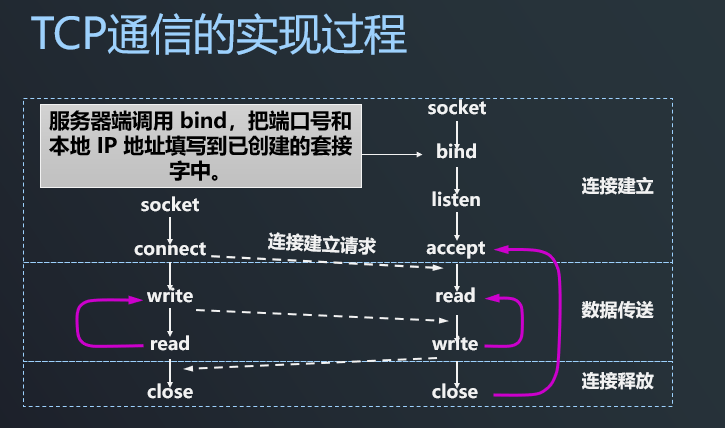 TCP通信的实现过程
服务器端调用 bind，把端口号和
本地 IP 地址填写到已创建的套接
字中。
socket
bind
listen
accept
连接建立
socket
connect
连接建立请求
write
read
read
write
数据传送
close
close
连接释放